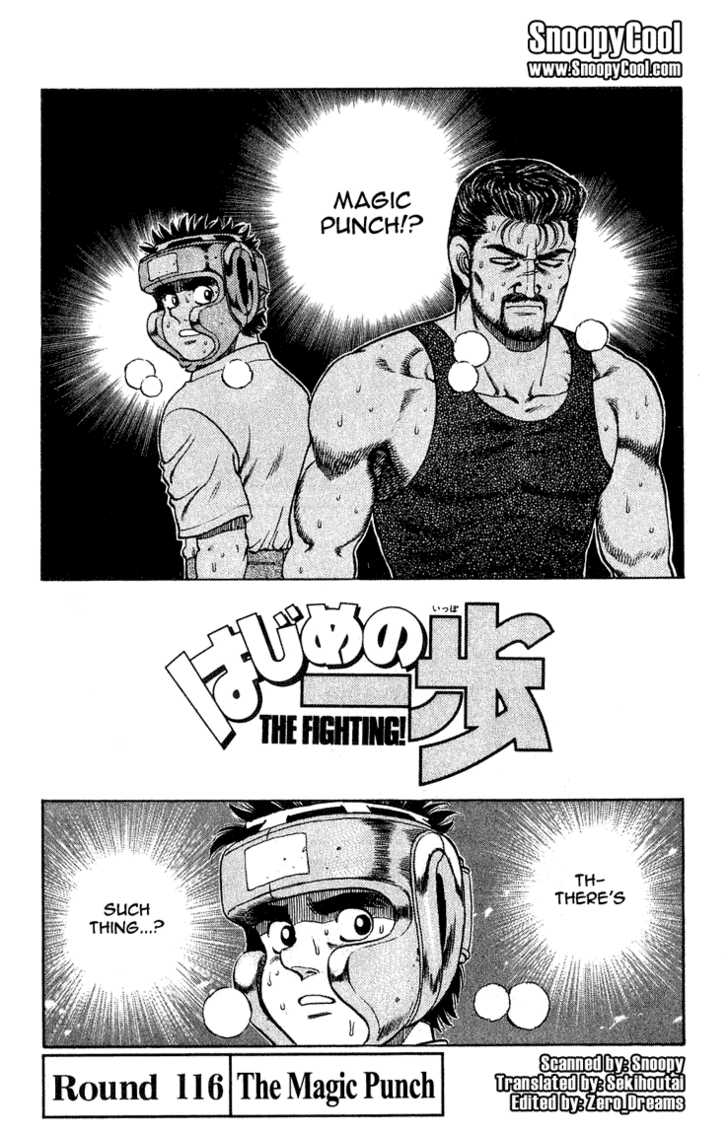 SnoopyCool
www.SnoopyCool.com
MAGIC
PUNCH!?
いっぽ
はじめの一歩
THE FIGHTING!
TH-
THERE'S
SUCH
THING...?
Round 116
The Magic Punch
Scanned by: Snoopy
Translated by: Sekihoutai
Edited by: Zero_Dreams